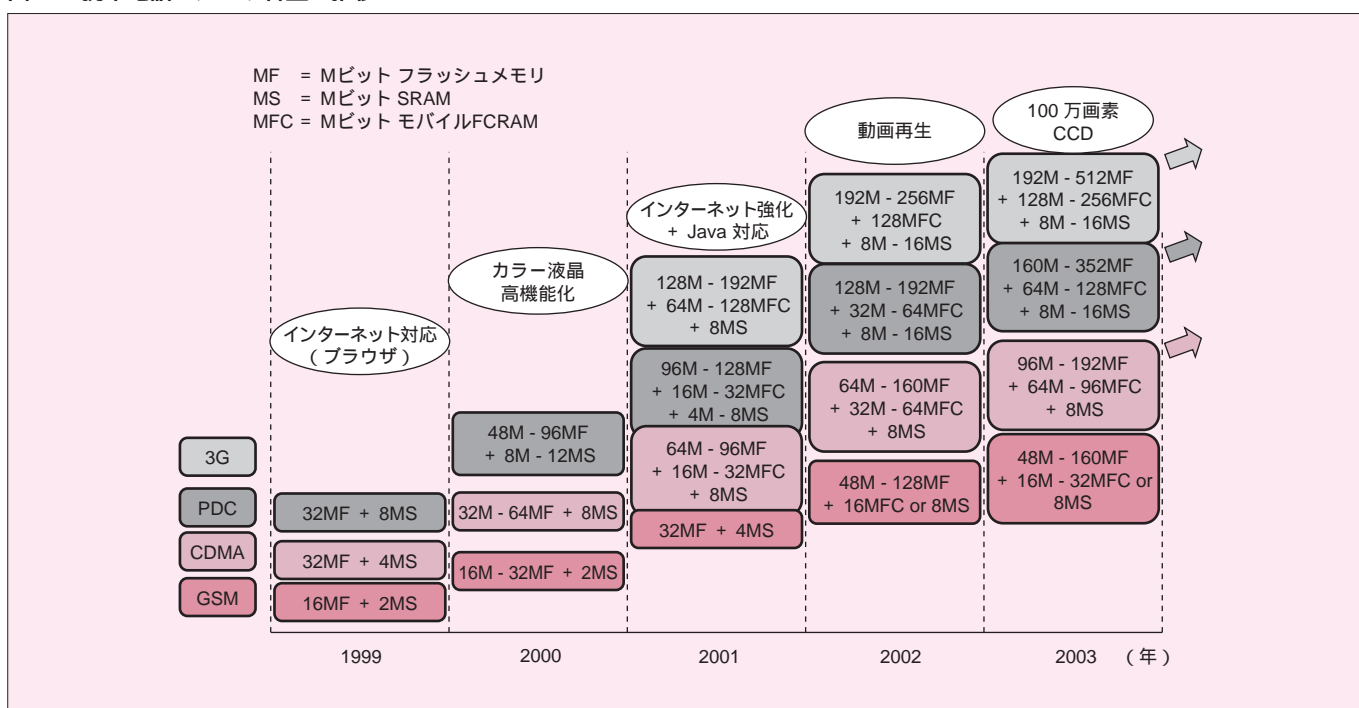 MF = Mビット フラッシュメモリ
MS = Mビット SRAM
MFC = Mビット モバイルFCRAM
インターネット対応
(ブラウザ)
カラー液晶
高機能化
インターネット強化
+ Java 対応
動画再生
100 万画素
CCD
3G
PDC
CDMA
GSM
32MF + 8MS
32MF + 4MS
16MF + 2MS
48M - 96MF
+ 8M - 12MS
32M - 64MF + 8MS
16M - 32MF + 2MS
128M - 192MF
+ 64M - 128MFC
+ 8MS
96M - 128MF
+ 16M - 32MFC
+ 4M - 8MS
64M - 96MF
+ 16M - 32MFC
+ 8MS
32MF + 4MS
192M - 256MF
+ 128MFC
+ 8M - 16MS
128M - 192MF
+ 32M - 64MFC
+ 8M - 16MS
64M - 160MF
+ 32M - 64MFC
+ 8MS
48M - 128MF
+ 16MFC or 8MS
192M - 512MF
+ 128M - 256MFC
+ 8M - 16MS
160M - 352MF
+ 64M - 128MFC
+ 8M - 16MS
96M - 192MF
+ 64M - 96MFC
+ 8MS
48M - 160MF
+ 16M - 32MFC or
8MS
1999 2000 2001 2002 2003 (年)